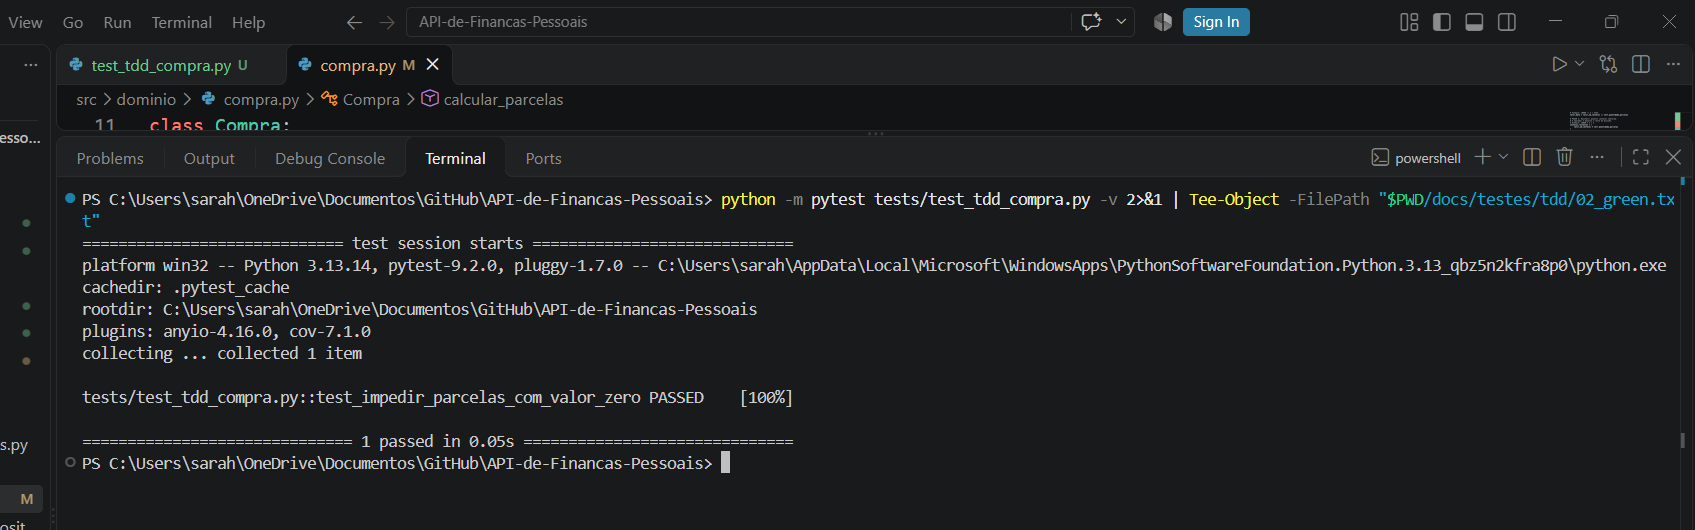 View Go Run Terminal Help API-de-Financas-Pessoais Sign In
test_tdd_compra.py U compra.py M
esso...
src > dominio > compra.py > Compra > calcular_parcelas
11 class Compra:
Problems Output Debug Console Terminal Ports powershell
PS C:\Users\sarah\OneDrive\Documentos\GitHub\API-de-Financas-Pessoais> python -m pytest tests/test_tdd_compra.py -v 2>&1 | Tee-Object -FilePath "$PWD/docs/testes/tdd/02_green.tx
t"
============================= test session starts =============================
platform win32 -- Python 3.13.14, pytest-9.2.0, pluggy-1.7.0 -- C:\Users\sarah\AppData\Local\Microsoft\WindowsApps\PythonSoftwareFoundation.Python.3.13_qbz5n2kfra8p0\python.exe
cachedir: .pytest_cache
rootdir: C:\Users\sarah\OneDrive\Documentos\GitHub\API-de-Financas-Pessoais
plugins: anyio-4.16.0, cov-7.1.0
collecting ... collected 1 item
tests/test_tdd_compra.py::test_impedir_parcelas_com_valor_zero PASSED [100%]
============================== 1 passed in 0.05s ==============================
s.py
PS C:\Users\sarah\OneDrive\Documentos\GitHub\API-de-Financas-Pessoais>
M
osit